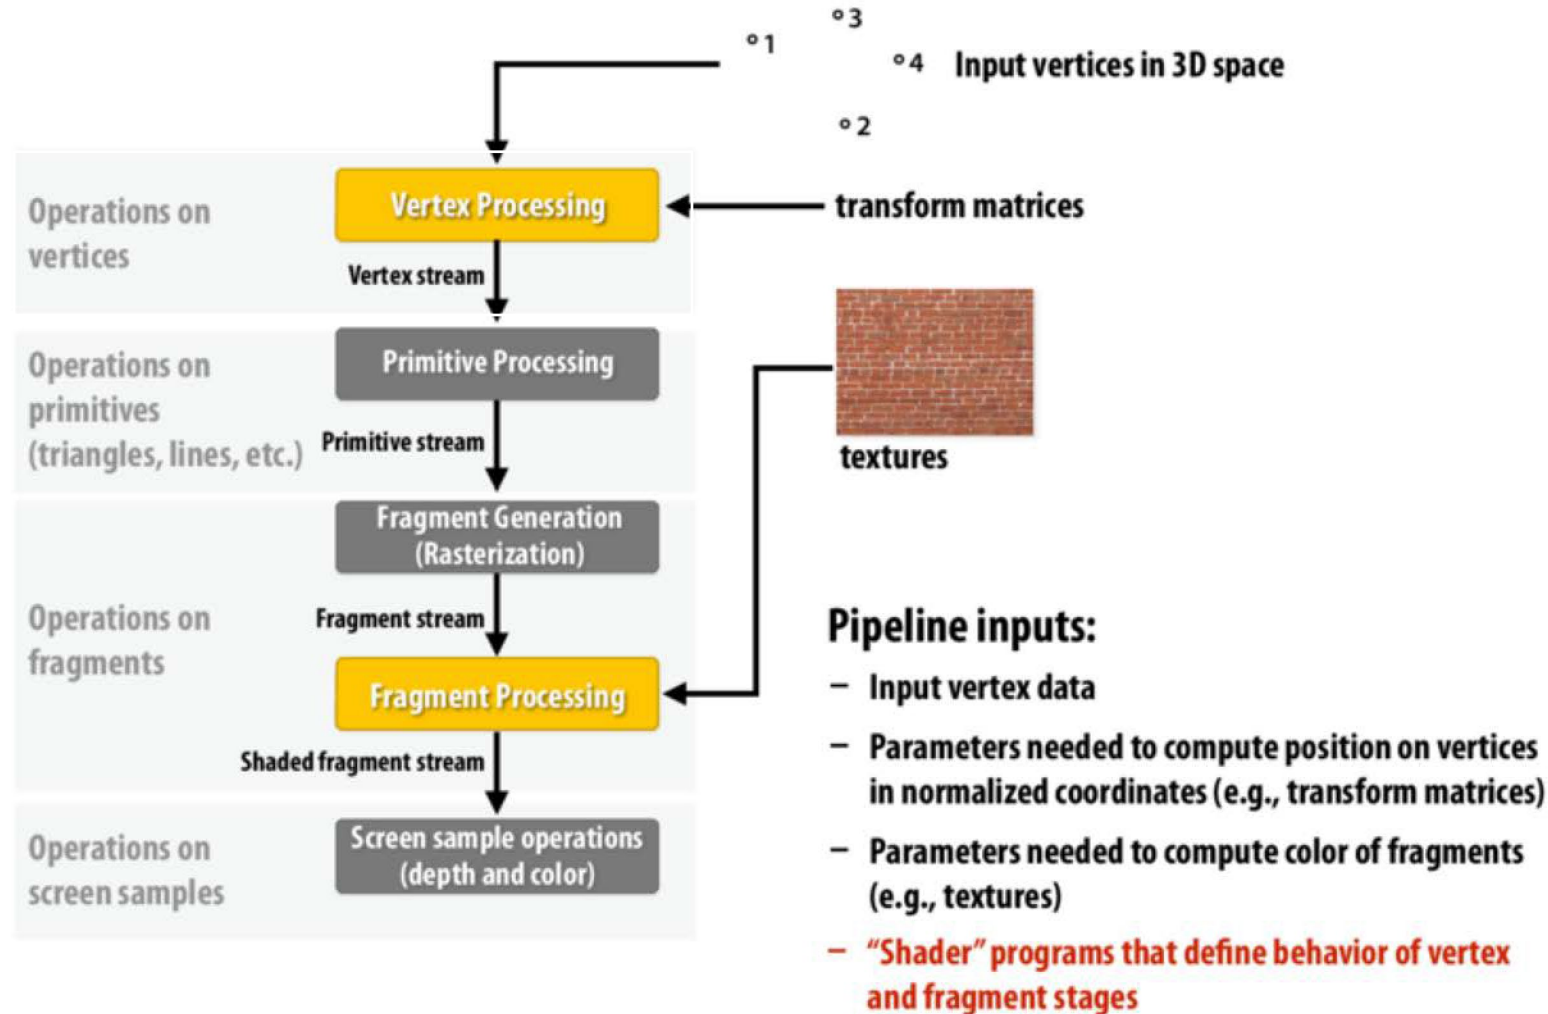 °3
°1
°4
Input vertices in 3D space
°2
Operations on
vertices
Vertex Processing
transform matrices
Vertex stream
Operations on
primitives
(triangles, lines, etc.)
Primitive Processing
Primitive stream
textures
Operations on
fragments
Fragment Generation
(Rasterization)
Fragment stream
Fragment Processing
Shaded fragment stream
Operations on
screen samples
Screen sample operations
(depth and color)
Pipeline inputs:
– Input vertex data
– Parameters needed to compute position on vertices
in normalized coordinates (e.g., transform matrices)
– Parameters needed to compute color of fragments
(e.g., textures)
– “Shader” programs that define behavior of vertex
and fragment stages